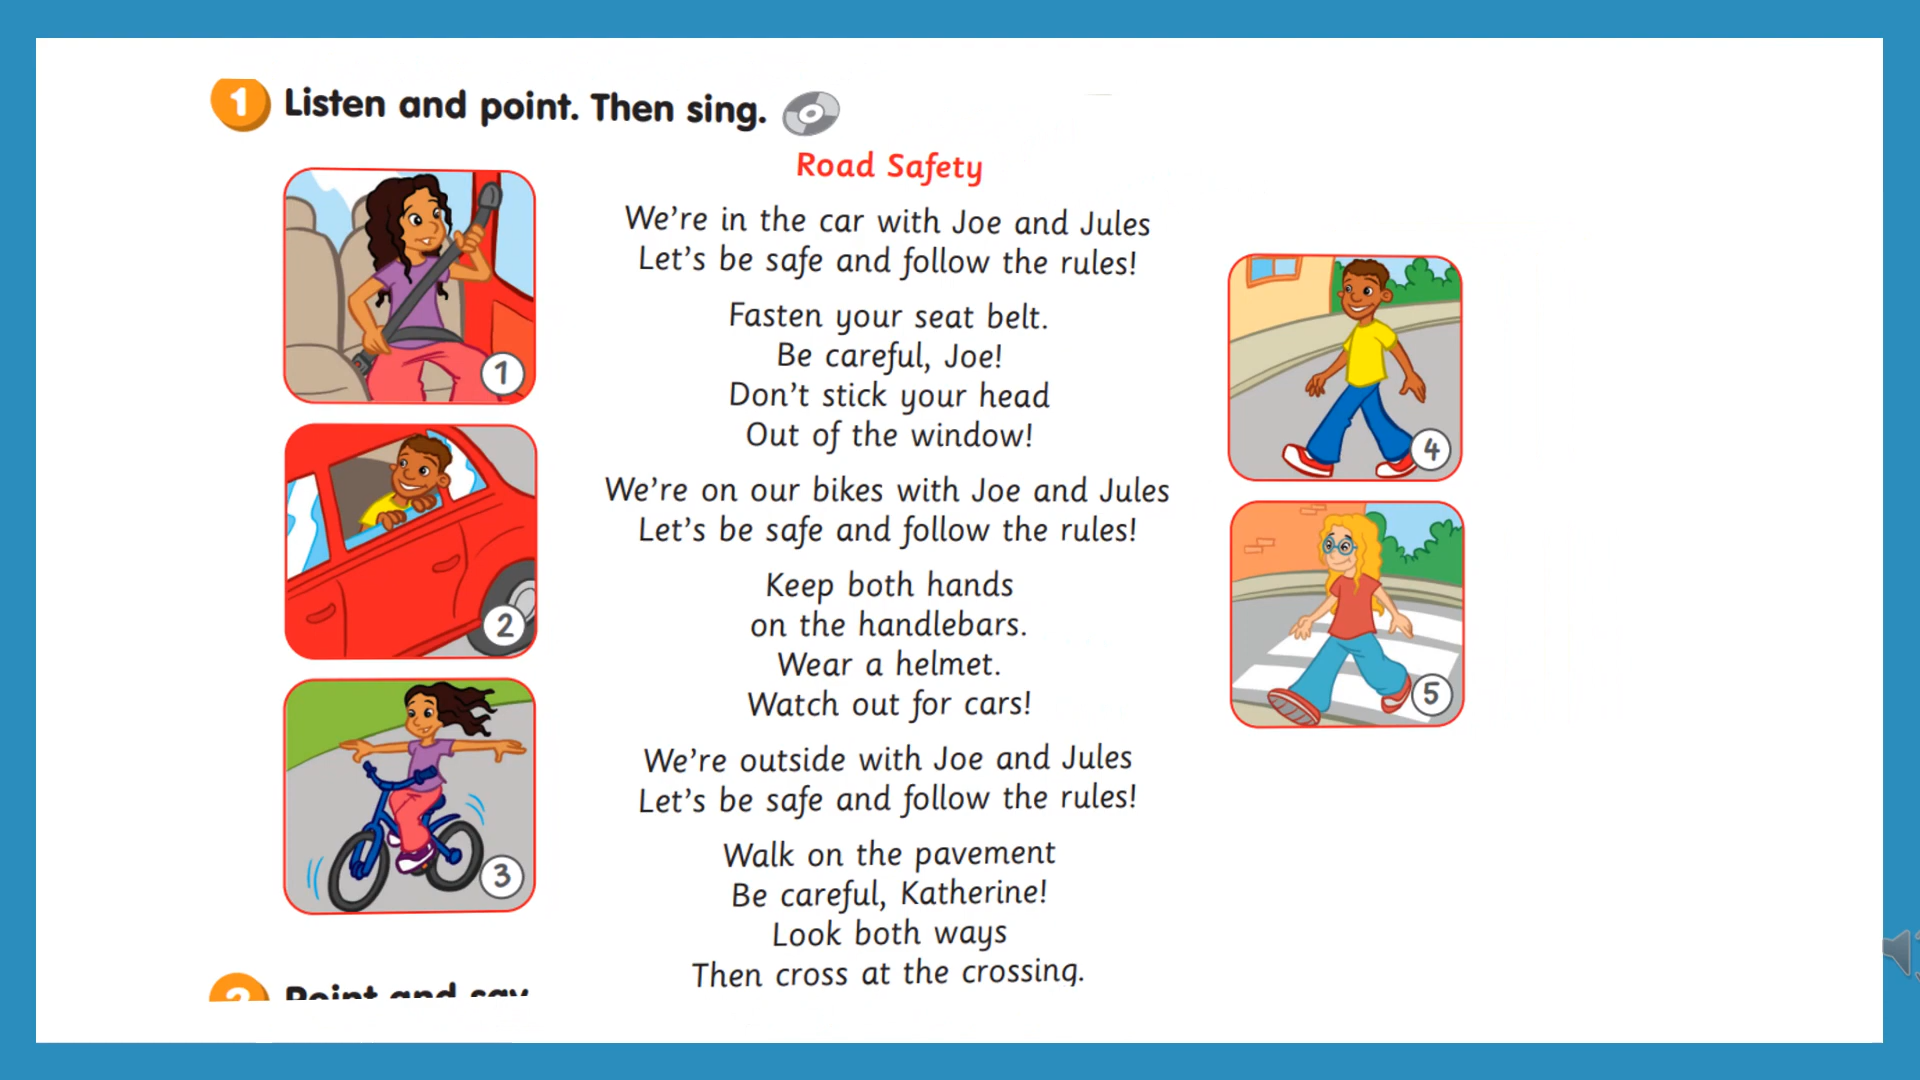 1 Listen and point. Then sing.
Road Safety
We're in the car with Joe and Jules
Let's be safe and follow the rules!
Fasten your seat belt.
Be careful, Joe!
Don't stick your head
Out of the window!
We're on our bikes with Joe and Jules
Let's be safe and follow the rules!
Keep both hands
on the handlebars.
Wear a helmet.
Watch out for cars!
We're outside with Joe and Jules
Let's be safe and follow the rules!
Walk on the pavement
Be careful, Katherine!
Look both ways
Then cross at the crossing.
1
2
3
4
5
2 Point and say